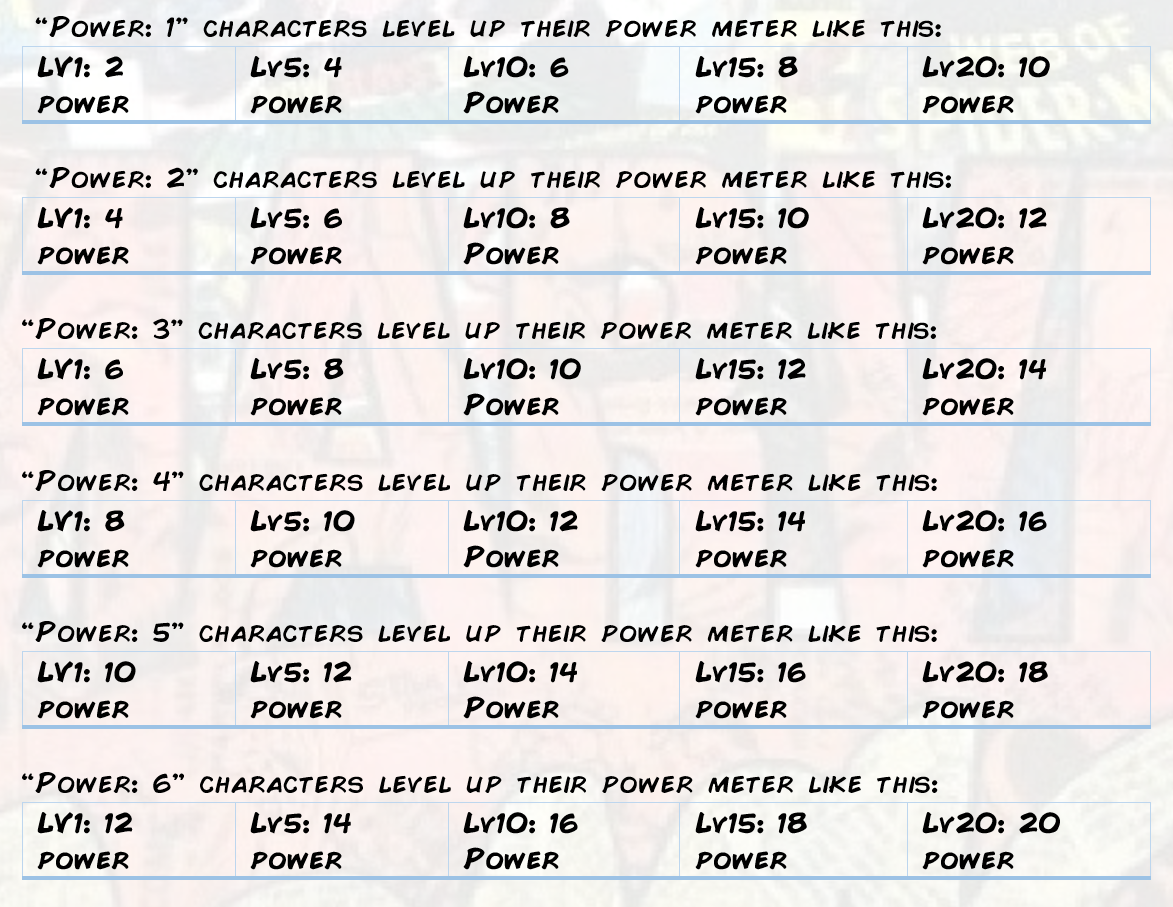 “Power: 1” characters level up their power meter like this:
Lv1: 2 power | Lv5: 4 power | Lv10: 6 Power | Lv15: 8 power | Lv20: 10 power
“Power: 2” characters level up their power meter like this:
Lv1: 4 power | Lv5: 6 power | Lv10: 8 Power | Lv15: 10 power | Lv20: 12 power
“Power: 3” characters level up their power meter like this:
Lv1: 6 power | Lv5: 8 power | Lv10: 10 Power | Lv15: 12 power | Lv20: 14 power
“Power: 4” characters level up their power meter like this:
Lv1: 8 power | Lv5: 10 power | Lv10: 12 Power | Lv15: 14 power | Lv20: 16 power
“Power: 5” characters level up their power meter like this:
Lv1: 10 power | Lv5: 12 power | Lv10: 14 Power | Lv15: 16 power | Lv20: 18 power
“Power: 6” characters level up their power meter like this:
Lv1: 12 power | Lv5: 14 power | Lv10: 16 Power | Lv15: 18 power | Lv20: 20 power